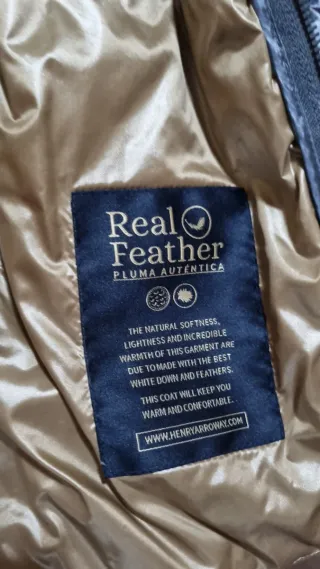 Real
Feather
PLUMA AUTÉNTICA
THE NATURAL SOFTNESS,
LIGHTNESS AND INCREDIBLE
WARMTH OF THIS GARMENT ARE
DUE TO MADE WITH THE BEST
WHITE DOWN AND FEATHERS.
THIS COAT WILL KEEP YOU
WARM AND CONFORTABLE.
WWW.HENRYARROWAY.COM